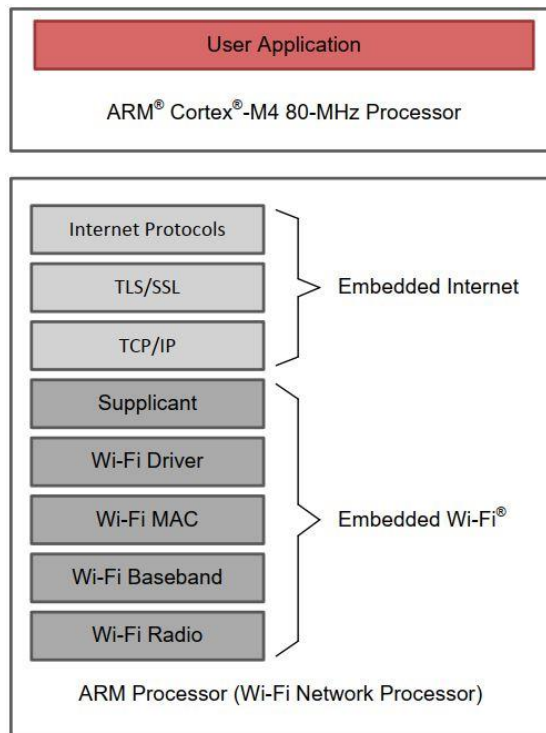 User Application
ARM® Cortex®-M4 80-MHz Processor
Internet Protocols
TLS/SSL
Embedded Internet
TCP/IP
Supplicant
Wi-Fi Driver
Wi-Fi MAC
Embedded Wi-Fi®
Wi-Fi Baseband
Wi-Fi Radio
ARM Processor (Wi-Fi Network Processor)